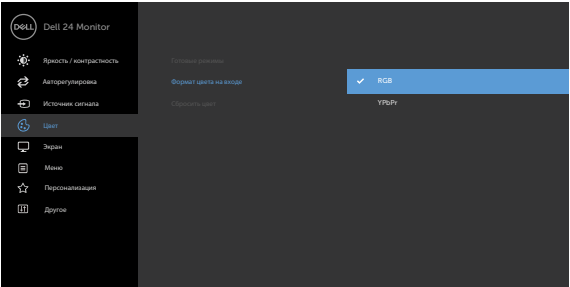 DELL
Dell 24 Monitor
Яркость / контрастность
Авторегулировка
Источник сигнала
Цвет
Экран
Меню
Персонализация
Другое
Готовые режимы
Формат цвета на входе
Сбросить цвет
RGB
YPbPr